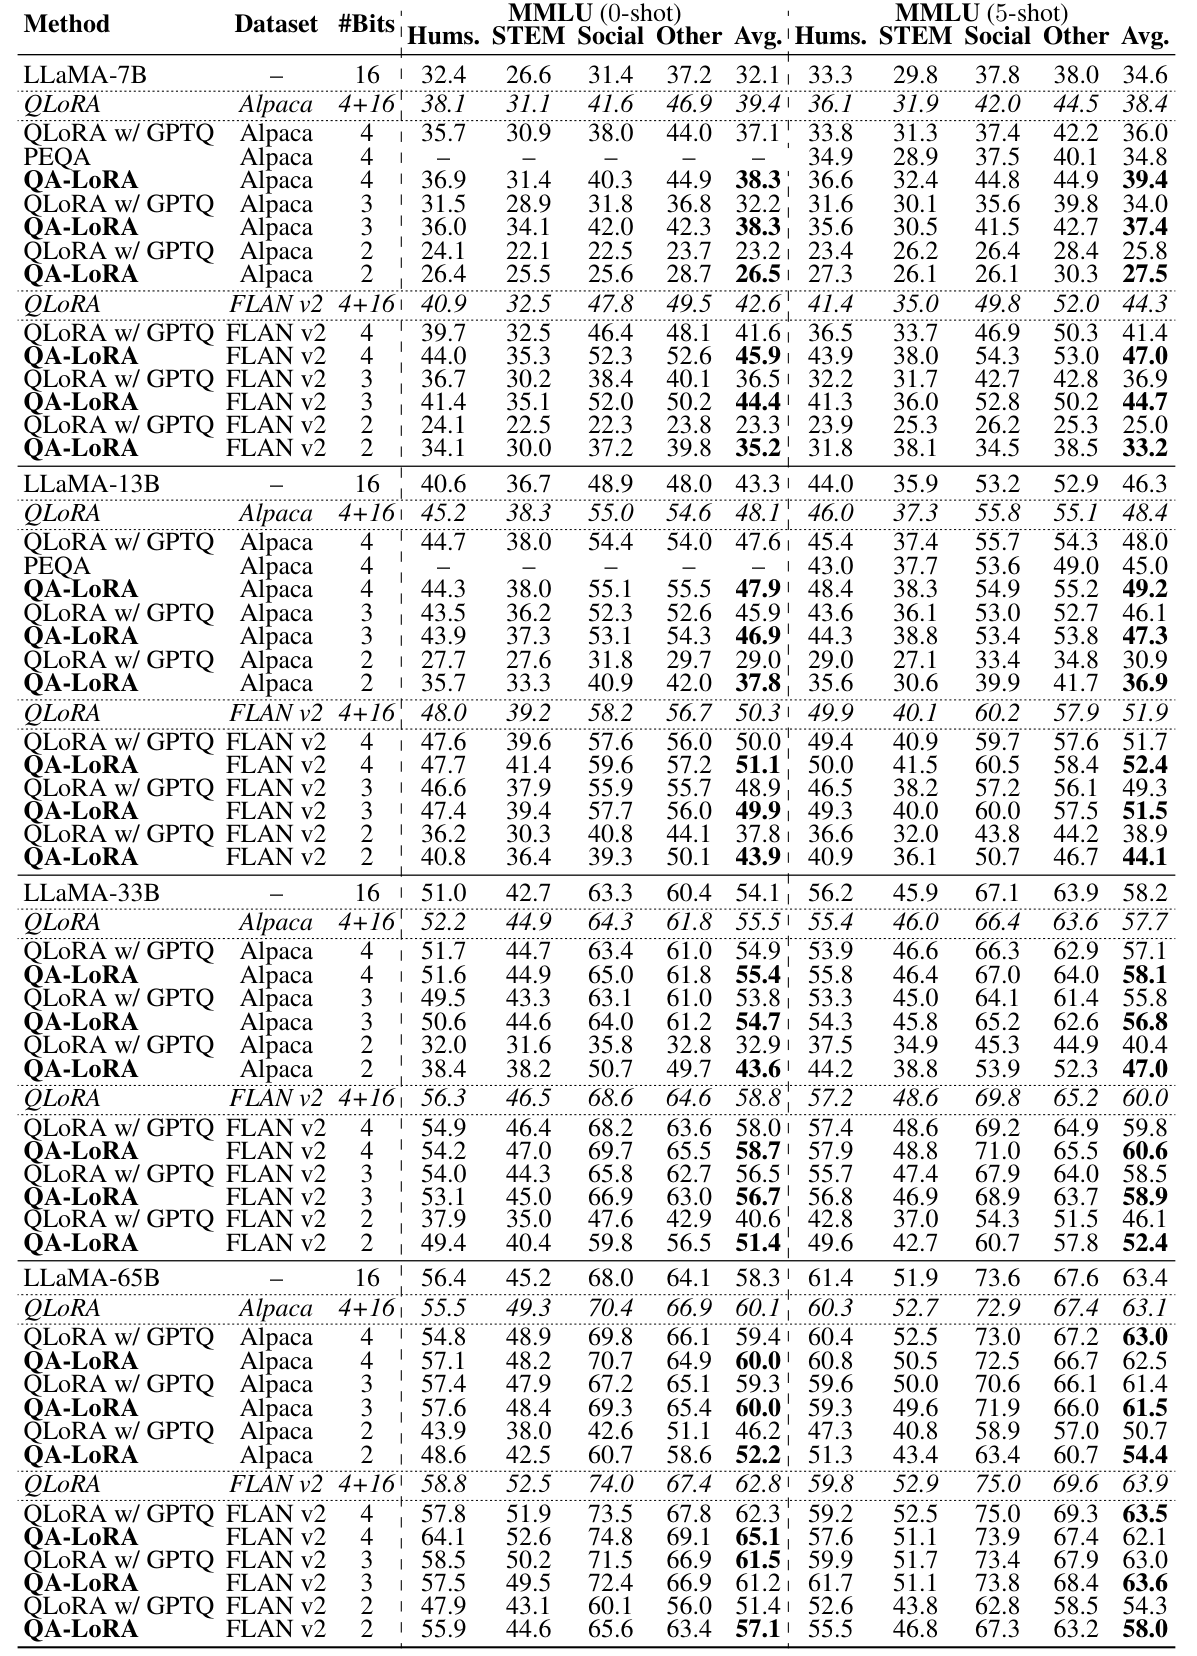 MMLU (0-shot) MMLU (5-shot)
Method Dataset #Bits Hums. STEM Social Other Avg. Hums. STEM Social Other Avg.
LLaMA-7B – 16 32.4 26.6 31.4 37.2 32.1 33.3 29.8 37.8 38.0 34.6
QLoRA Alpaca 4+16 38.1 31.1 41.6 46.9 39.4 36.1 31.9 42.0 44.5 38.4
QLoRA w/ GPTQ Alpaca 4 35.7 30.9 38.0 44.0 37.1 33.8 31.3 37.4 42.2 36.0
PEQA Alpaca 4 – – – – – 34.9 28.9 37.5 40.1 34.8
QA-LoRA Alpaca 4 36.9 31.4 40.3 44.9 38.3 36.6 32.4 44.8 44.9 39.4
QLoRA w/ GPTQ Alpaca 3 31.5 28.9 31.8 36.8 32.2 31.6 30.1 35.6 39.8 34.0
QA-LoRA Alpaca 3 36.0 34.1 42.0 42.3 38.3 35.6 30.5 41.5 42.7 37.4
QLoRA w/ GPTQ Alpaca 2 24.1 22.1 22.5 23.7 23.2 23.4 26.2 26.4 28.4 25.8
QA-LoRA Alpaca 2 26.4 25.5 25.6 28.7 26.5 27.3 26.1 26.1 30.3 27.5
QLoRA FLAN v2 4+16 40.9 32.5 47.8 49.5 42.6 41.4 35.0 49.8 52.0 44.3
QLoRA w/ GPTQ FLAN v2 4 39.7 32.5 46.4 48.1 41.6 36.5 33.7 46.9 50.3 41.4
QA-LoRA FLAN v2 4 44.0 35.3 52.3 52.6 45.9 43.9 38.0 54.3 53.0 47.0
QLoRA w/ GPTQ FLAN v2 3 36.7 30.2 38.4 40.1 36.5 32.2 31.7 42.7 42.8 36.9
QA-LoRA FLAN v2 3 41.4 35.1 52.0 50.2 44.4 41.3 36.0 52.8 50.2 44.7
QLoRA w/ GPTQ FLAN v2 2 24.1 22.5 22.3 23.8 23.3 23.9 25.3 26.2 25.3 25.0
QA-LoRA FLAN v2 2 34.1 30.0 37.2 39.8 35.2 31.8 38.1 34.5 38.5 33.2
LLaMA-13B – 16 40.6 36.7 48.9 48.0 43.3 44.0 35.9 53.2 52.9 46.3
QLoRA Alpaca 4+16 45.2 38.3 55.0 54.6 48.1 46.0 37.3 55.8 55.1 48.4
QLoRA w/ GPTQ Alpaca 4 44.7 38.0 54.4 54.0 47.6 45.4 37.4 55.7 54.3 48.0
PEQA Alpaca 4 – – – – – 43.0 37.7 53.6 49.0 45.0
QA-LoRA Alpaca 4 44.3 38.0 55.1 55.5 47.9 48.4 38.3 54.9 55.2 49.2
QLoRA w/ GPTQ Alpaca 3 43.5 36.2 52.3 52.6 45.9 43.6 36.1 53.0 52.7 46.1
QA-LoRA Alpaca 3 43.9 37.3 53.1 54.3 46.9 44.3 38.8 53.4 53.8 47.3
QLoRA w/ GPTQ Alpaca 2 27.7 27.6 31.8 29.7 29.0 29.0 27.1 33.4 34.8 30.9
QA-LoRA Alpaca 2 35.7 33.3 40.9 42.0 37.8 35.6 30.6 39.9 41.7 36.9
QLoRA FLAN v2 4+16 48.0 39.2 58.2 56.7 50.3 49.9 40.1 60.2 57.9 51.9
QLoRA w/ GPTQ FLAN v2 4 47.6 39.6 57.6 56.0 50.0 49.4 40.9 59.7 57.6 51.7
QA-LoRA FLAN v2 4 47.7 41.4 59.6 57.2 51.1 50.0 41.5 60.5 58.4 52.4
QLoRA w/ GPTQ FLAN v2 3 46.6 37.9 55.9 55.7 48.9 46.5 38.2 57.2 56.1 49.3
QA-LoRA FLAN v2 3 47.4 39.4 57.7 56.0 49.9 49.3 40.0 60.0 57.5 51.5
QLoRA w/ GPTQ FLAN v2 2 36.2 30.3 40.8 44.1 37.8 36.6 32.0 43.8 44.2 38.9
QA-LoRA FLAN v2 2 40.8 36.4 39.3 50.1 43.9 40.9 36.1 50.7 46.7 44.1
LLaMA-33B – 16 51.0 42.7 63.3 60.4 54.1 56.2 45.9 67.1 63.9 58.2
QLoRA Alpaca 4+16 52.2 44.9 64.3 61.8 55.5 55.4 46.0 66.4 63.6 57.7
QLoRA w/ GPTQ Alpaca 4 51.7 44.7 63.4 61.0 54.9 53.9 46.6 66.3 62.9 57.1
QA-LoRA Alpaca 4 51.6 44.9 65.0 61.8 55.4 55.8 46.4 67.0 64.0 58.1
QLoRA w/ GPTQ Alpaca 3 49.5 43.3 63.1 61.0 53.8 53.3 45.0 64.1 61.4 55.8
QA-LoRA Alpaca 3 50.6 44.6 64.0 61.2 54.7 54.3 45.8 65.2 62.6 56.8
QLoRA w/ GPTQ Alpaca 2 32.0 31.6 35.8 32.8 32.9 37.5 34.9 45.3 44.9 40.4
QA-LoRA Alpaca 2 38.4 38.2 50.7 49.7 43.6 44.2 38.8 53.9 52.3 47.0
QLoRA FLAN v2 4+16 56.3 46.5 68.6 64.6 58.8 57.2 48.6 69.8 65.2 60.0
QLoRA w/ GPTQ FLAN v2 4 54.9 46.4 68.2 63.6 58.0 57.4 48.6 69.2 64.9 59.8
QA-LoRA FLAN v2 4 54.2 47.0 69.7 65.5 58.7 57.9 48.8 71.0 65.5 60.6
QLoRA w/ GPTQ FLAN v2 3 54.0 44.3 65.8 62.7 56.5 55.7 47.4 67.9 64.0 58.5
QA-LoRA FLAN v2 3 53.1 45.0 66.9 63.0 56.7 56.8 46.9 68.9 63.7 58.9
QLoRA w/ GPTQ FLAN v2 2 37.9 35.0 47.6 42.9 40.6 42.8 37.0 54.3 51.5 46.1
QA-LoRA FLAN v2 2 49.4 40.4 59.8 56.5 51.4 49.6 42.7 60.7 57.8 52.4
LLaMA-65B – 16 56.4 45.2 68.0 64.1 58.3 61.4 51.9 73.6 67.6 63.4
QLoRA Alpaca 4+16 55.5 49.3 70.4 66.9 60.1 60.3 52.7 72.9 67.4 63.1
QLoRA w/ GPTQ Alpaca 4 54.8 48.9 69.8 66.1 59.4 60.4 52.5 73.0 67.2 63.0
QA-LoRA Alpaca 4 57.1 48.2 70.7 64.9 60.0 60.8 50.5 72.5 66.7 62.5
QLoRA w/ GPTQ Alpaca 3 57.4 47.9 67.2 65.1 59.3 59.6 50.0 70.6 66.1 61.4
QA-LoRA Alpaca 3 57.6 48.4 69.3 65.4 60.0 59.3 49.6 71.9 66.0 61.5
QLoRA w/ GPTQ Alpaca 2 43.9 38.0 42.6 51.1 46.2 47.3 40.8 58.9 57.0 50.7
QA-LoRA Alpaca 2 48.6 42.5 60.7 58.6 52.2 51.3 43.4 63.4 60.7 54.4
QLoRA FLAN v2 4+16 58.8 52.5 74.0 67.4 62.8 59.8 52.9 75.0 69.6 63.9
QLoRA w/ GPTQ FLAN v2 4 57.8 51.9 73.5 67.8 62.3 59.2 52.5 75.0 69.3 63.5
QA-LoRA FLAN v2 4 64.1 52.6 74.8 69.1 65.1 57.6 51.1 73.9 67.4 62.1
QLoRA w/ GPTQ FLAN v2 3 58.5 50.2 71.5 66.9 61.5 59.9 51.7 73.4 67.9 63.0
QA-LoRA FLAN v2 3 57.5 49.5 72.4 66.9 61.2 61.7 51.1 73.8 68.4 63.6
QLoRA w/ GPTQ FLAN v2 2 47.9 43.1 60.1 56.0 51.4 52.6 43.8 62.8 58.5 54.3
QA-LoRA FLAN v2 2 55.9 44.6 65.6 63.4 57.1 55.5 46.8 67.3 63.2 58.0